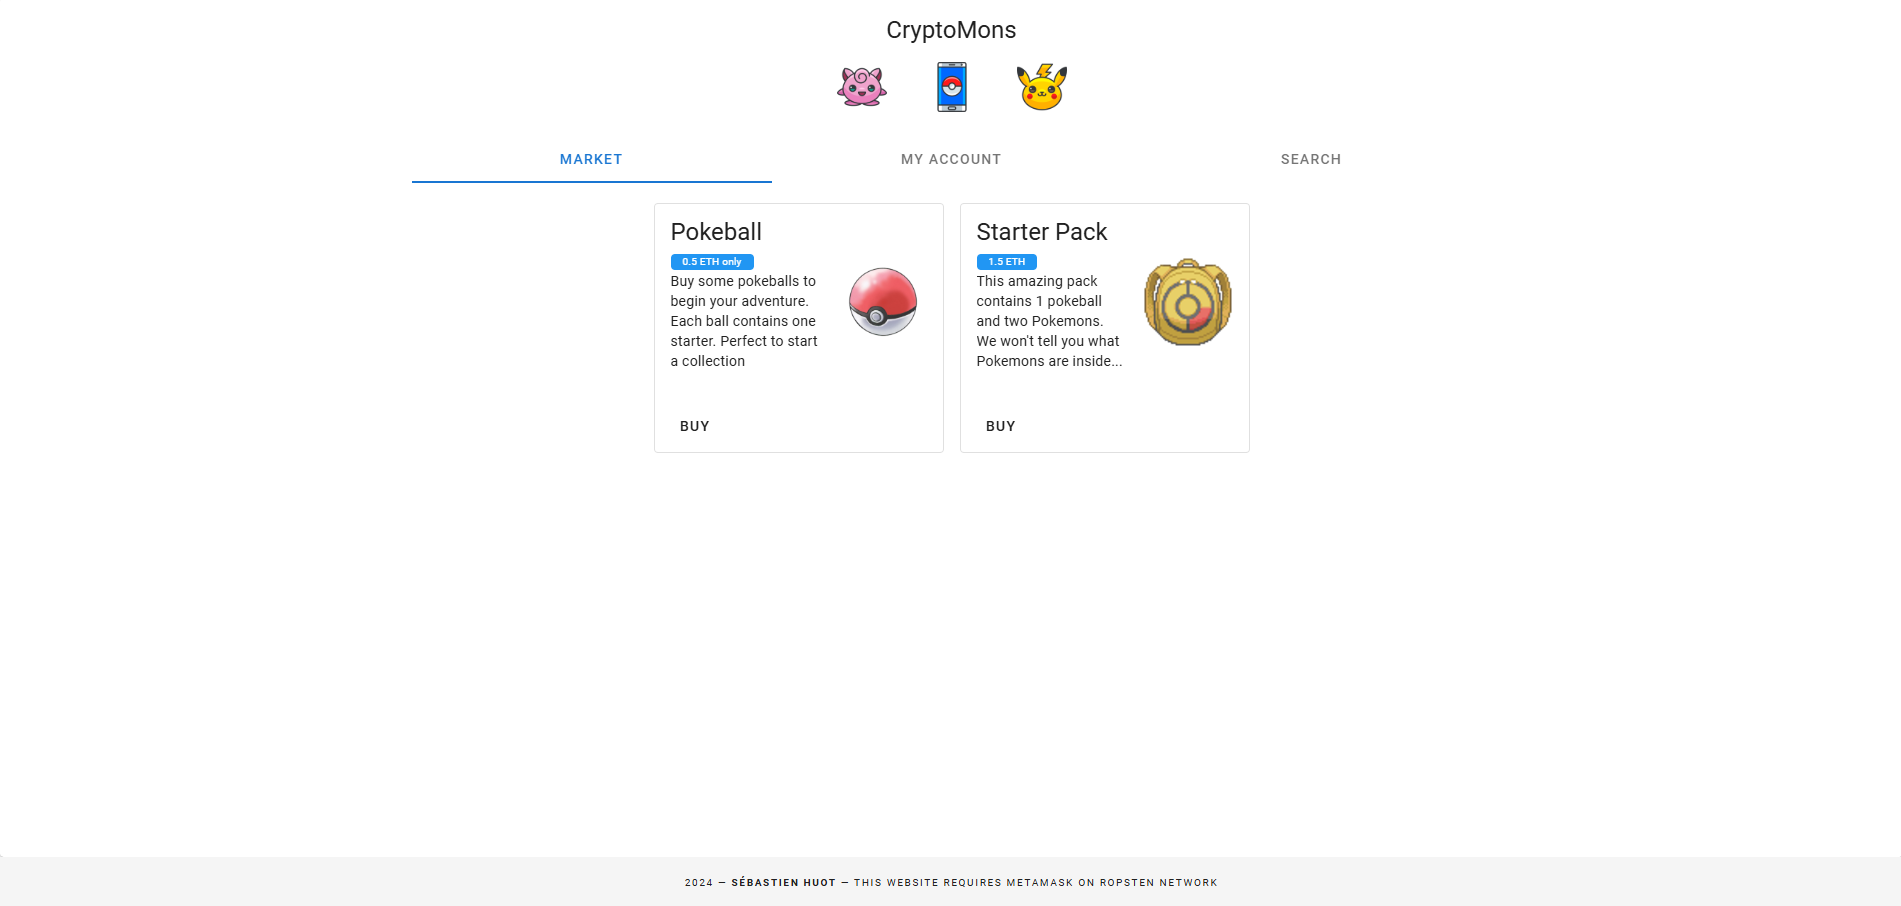 CryptoMons
MARKET
MY ACCOUNT
SEARCH
Pokeball
0.5 ETH only
Buy some pokeballs to
begin your adventure.
Each ball contains one
starter. Perfect to start
a collection
BUY
Starter Pack
1.5 ETH
This amazing pack
contains 1 pokeball
and two Pokemons.
We won't tell you what
Pokemons are inside...
BUY
2024 — SÉBASTIEN HUOT — THIS WEBSITE REQUIRES METAMASK ON ROPSTEN NETWORK